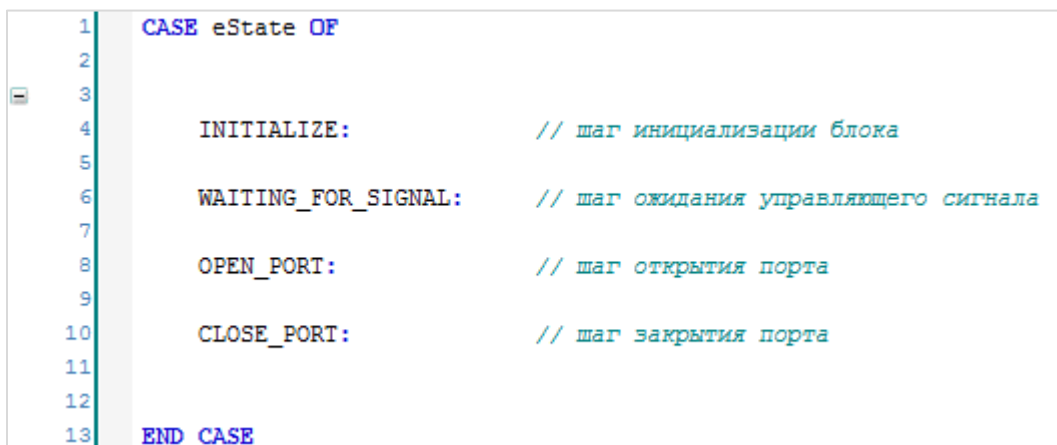 1 CASE eState OF
2
3
4 INITIALIZE: // шаг инициализации блока
5
6 WAITING_FOR_SIGNAL: // шаг ожидания управляющего сигнала
7
8 OPEN_PORT: // шаг открытия порта
9
10 CLOSE_PORT: // шаг закрытия порта
11
12
13 END_CASE